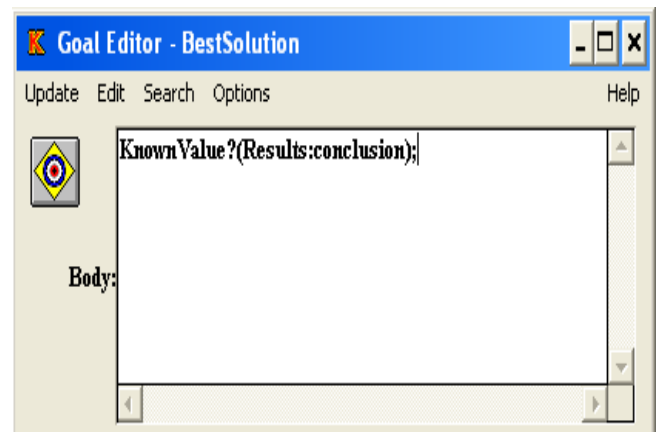 K Goal Editor - BestSolution
Update Edit Search Options Help
KnownValue?(Results:conclusion);
Body: